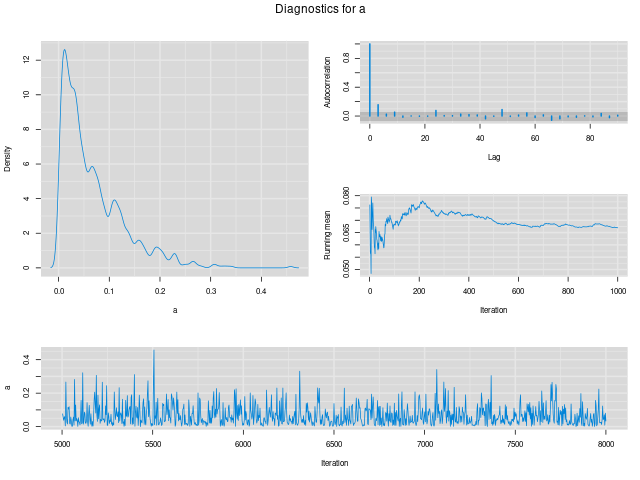 Diagnostics for a
Density
0 2 4 6 8 10 12
0.0 0.1 0.2 0.3 0.4
a
Autocorrelation
0.0 0.4 0.8
0 20 40 60 80
Lag
Running mean
0.050 0.065 0.080
0 200 400 600 800 1000
Iteration
a
0.0 0.2 0.4
5000 5500 6000 6500 7000 7500 8000
Iteration